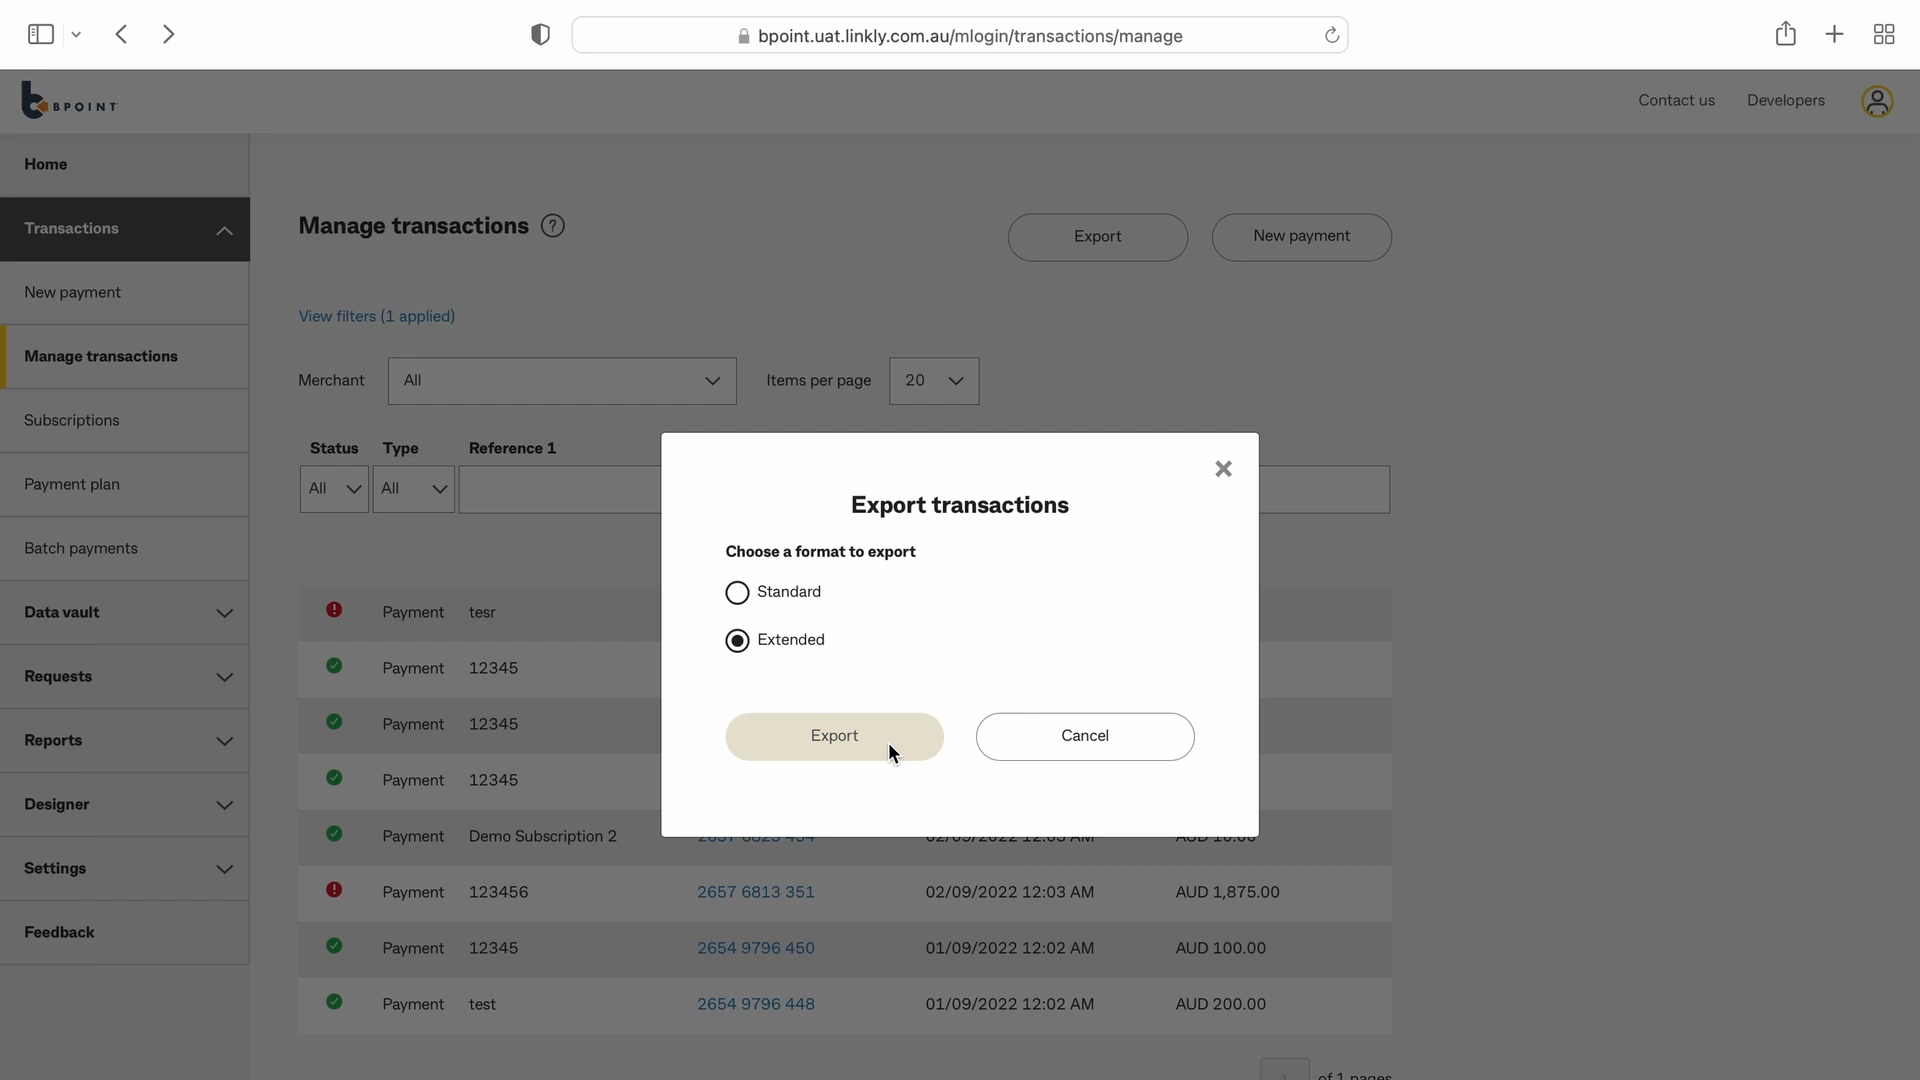 bpoint.uat.linkly.com.au/mlogin/transactions/manage
BPOINT
Contact us
Developers
Home
Transactions
New payment
Manage transactions
Subscriptions
Payment plan
Batch payments
Data vault
Requests
Reports
Designer
Settings
Feedback
Manage transactions ?
Export
New payment
View filters (1 applied)
Merchant All
Items per page 20
Status Type Reference 1
All All
Export transactions
Choose a format to export
Standard
Extended
Export
Cancel
Payment tesr
Payment 12345
Payment 12345
Payment 12345
Payment Demo Subscription 2
Payment 123456 2657 6813 351 02/09/2022 12:03 AM AUD 1,875.00
Payment 12345 2654 9796 450 01/09/2022 12:02 AM AUD 100.00
Payment test 2654 9796 448 01/09/2022 12:02 AM AUD 200.00
of 1 pages